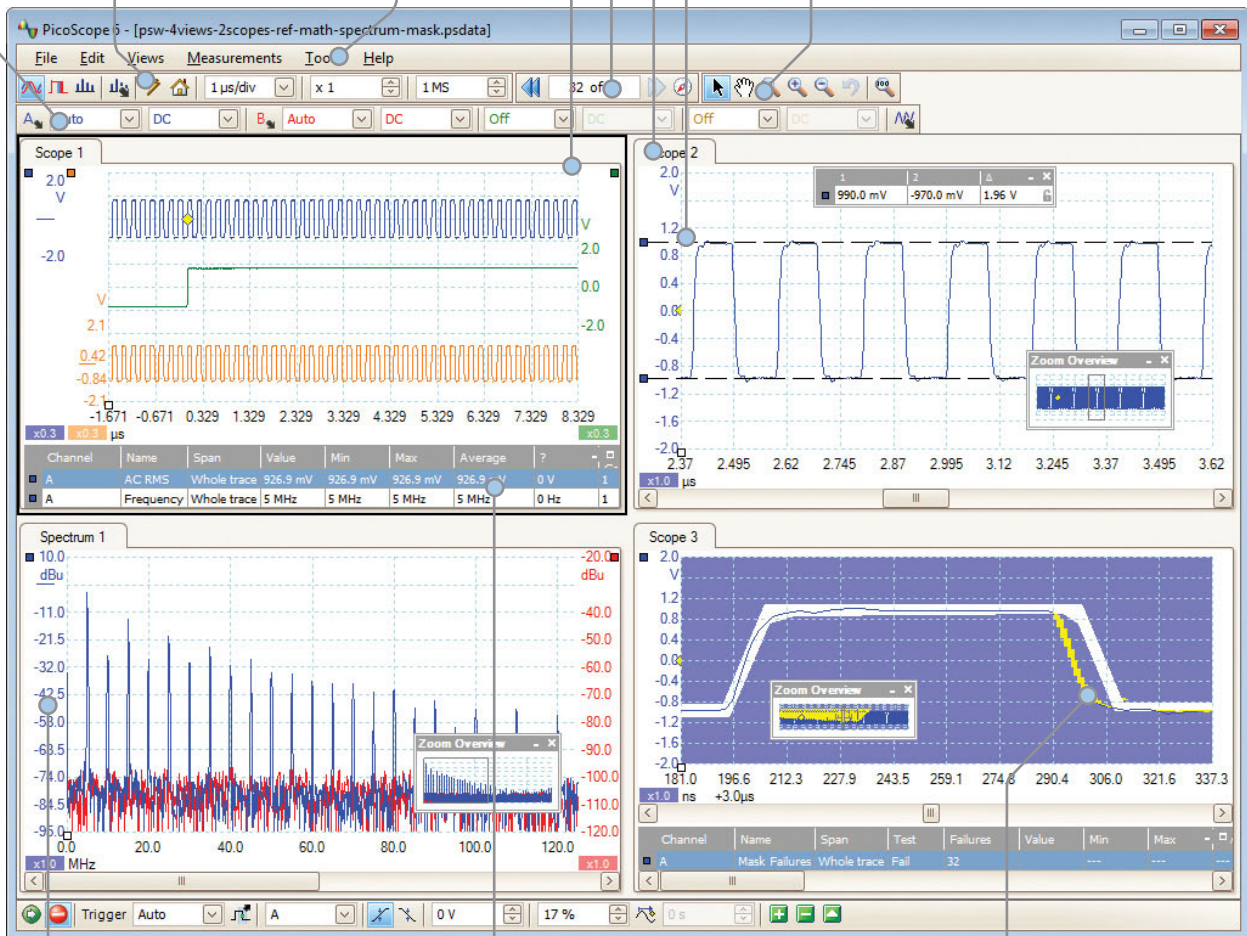 PicoScope 6 - [psw-4views-2scopes-ref-math-spectrum-mask.psdata]
File Edit Views Measurements Tools Help
1 µs/div x 1 1 MS 32 of
A Auto DC B Auto DC Off DC Off DC
Scope 1
2.0
V
-2.0
V
2.1
0.42
-0.84
-2.1
V
2.0
0.0
-2.0
-1.671 -0.671 0.329 1.329 2.329 3.329 4.329 5.329 6.329 7.329 8.329
x0.3 x0.3 µs x0.3
Channel Name Span Value Min Max Average ?
A AC RMS Whole trace 926.9 mV 926.9 mV 926.9 mV 926.9 mV 0 V 1
A Frequency Whole trace 5 MHz 5 MHz 5 MHz 5 MHz 0 Hz 1
Scope 2
2.0
V
1.2
0.8
0.4
0.0
-0.4
-0.8
-1.2
-1.6
-2.0
1 2 Δ
990.0 mV -970.0 mV 1.96 V
Zoom Overview
2.37 2.495 2.62 2.745 2.87 2.995 3.12 3.245 3.37 3.495 3.62
x1.0 µs
Spectrum 1
10.0
dBu
-11.0
-21.5
-32.0
-42.5
-53.0
-63.5
-74.0
-84.5
-95.0
-20.0
dBu
-40.0
-50.0
-60.0
-70.0
-80.0
-90.0
-100.0
-110.0
-120.0
Zoom Overview
0.0 20.0 40.0 60.0 80.0 100.0 120.0
x1.0 MHz x1.0
Scope 3
2.0
V
1.2
0.8
0.4
0.0
-0.4
-0.8
-1.2
-1.6
-2.0
Zoom Overview
181.0 196.6 212.3 227.9 243.5 259.1 274.8 290.4 306.0 321.6 337.3
x1.0 ns +3.0µs
Channel Name Span Test Failures Value Min Max
A Mask Failures Whole trace Fail 32 --- --- ---
Trigger Auto A 0 V 17 % 0 s